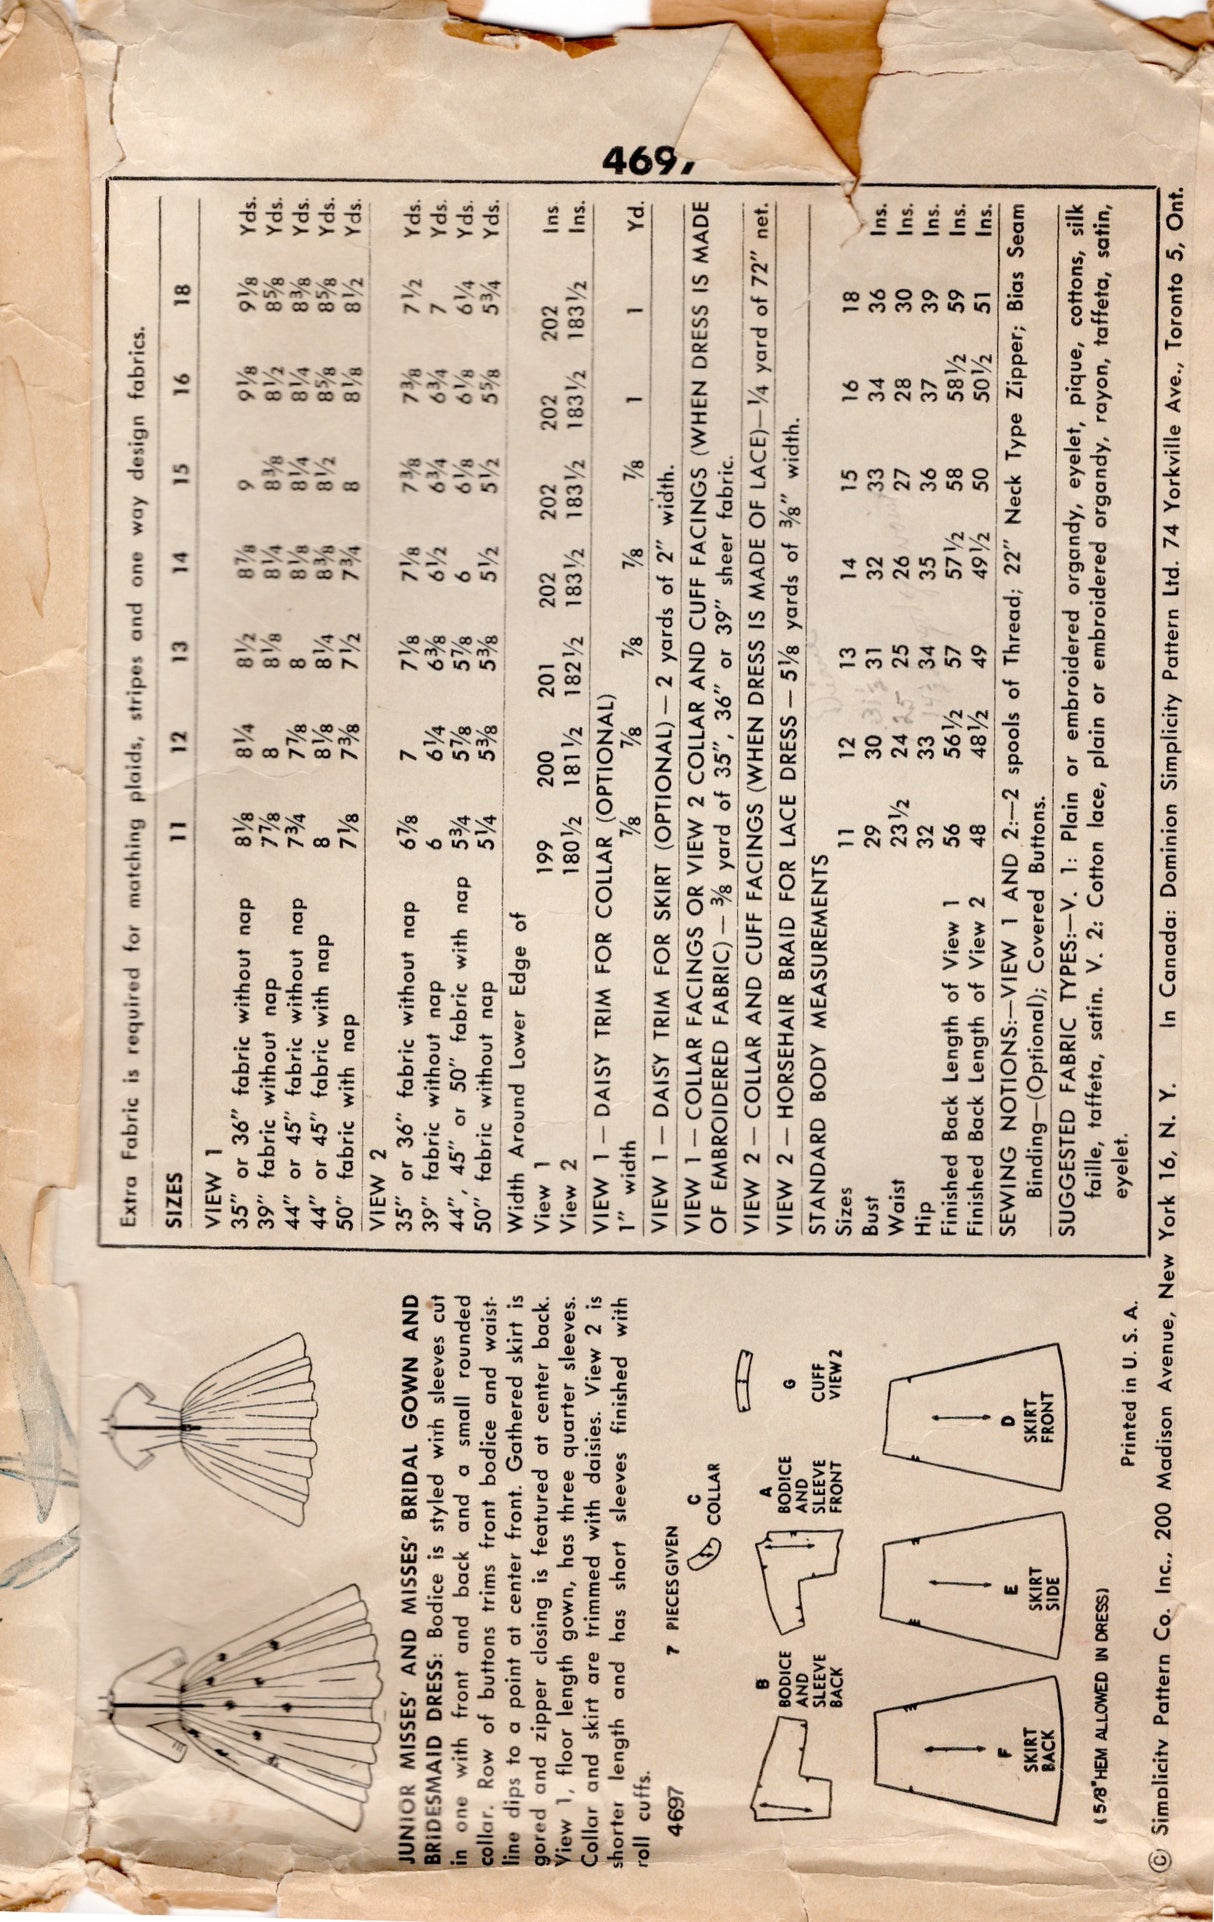 469
Extra Fabric is required for matching plaids, stripes and one way design fabrics.
SIZES 11 12 13 14 15 16 18
VIEW 1
35" or 36" fabric without nap 8⅛ 8¼ 8½ 8⅞ 9 9⅛ 9⅛ Yds.
39" fabric without nap 7⅞ 8 8⅛ 8¼ 8⅜ 8½ 8⅝ Yds.
44" or 45" fabric without nap 7¾ 7⅞ 8 8⅛ 8¼ 8¼ 8⅜ Yds.
44" or 45" fabric with nap 8 8⅛ 8¼ 8⅜ 8½ 8⅝ 8⅝ Yds.
50" fabric with nap 7⅛ 7⅜ 7½ 7¾ 8 8⅛ 8½ Yds.
VIEW 2
35" or 36" fabric without nap 6⅞ 7 7⅛ 7⅛ 7⅜ 7⅜ 7½ Yds.
39" fabric without nap 6 6¼ 6⅜ 6½ 6¾ 6¾ 7 Yds.
44", 45" or 50" fabric with nap 5¾ 5⅞ 5⅞ 6 6⅛ 6⅛ 6¼ Yds.
50" fabric without nap 5¼ 5⅜ 5⅜ 5½ 5½ 5⅝ 5¾ Yds.
Width Around Lower Edge of
View 1 199 200 201 202 202 202 202 Ins
View 2 180½ 181½ 182½ 183½ 183½ 183½ 183½ Ins.
VIEW 1 — DAISY TRIM FOR COLLAR (OPTIONAL)
1" width ⅞ ⅞ ⅞ ⅞ ⅞ 1 1 Yd.
VIEW 1 — DAISY TRIM FOR SKIRT (OPTIONAL) — 2 yards of 2" width.
VIEW 1 — COLLAR FACINGS OR VIEW 2 COLLAR AND CUFF FACINGS (WHEN DRESS IS MADE
OF EMBROIDERED FABRIC) — ⅜ yard of 35", 36" or 39" sheer fabric.
VIEW 2 — COLLAR AND CUFF FACINGS (WHEN DRESS IS MADE OF LACE)—¼ yard of 72" net.
VIEW 2 — HORSEHAIR BRAID FOR LACE DRESS — 5⅛ yards of ⅜" width.
STANDARD BODY MEASUREMENTS
Sizes 11 12 13 14 15 16 18
Bust 29 30 31 32 33 34 36 Ins.
Waist 23½ 24 25 26 27 28 30 Ins.
Hip 32 33 34 35 36 37 39 Ins.
Finished Back Length of View 1 56 56½ 57 57½ 58 58½ 59 Ins.
Finished Back Length of View 2 48 48½ 49 49½ 50 50½ 51 Ins.
31½
25
SEWING NOTIONS:—VIEW 1 AND 2:—2 spools of Thread; 22" Neck Type Zipper; Bias Seam
Binding—(Optional); Covered Buttons.
SUGGESTED FABRIC TYPES:—V. 1: Plain or embroidered organdy, eyelet, pique, cottons, silk
faille, taffeta, satin. V. 2: Cotton lace, plain or embroidered organdy, rayon, taffeta, satin,
eyelet.
JUNIOR MISSES' AND MISSES' BRIDAL GOWN AND
BRIDESMAID DRESS: Bodice is styled with sleeves cut
in one with front and back and a small rounded
collar. Row of buttons trims front bodice and waist-
line dips to a point at center front. Gathered skirt is
gored and zipper closing is featured at center back.
View 1, floor length gown, has three quarter sleeves.
Collar and skirt are trimmed with daisies. View 2 is
shorter length and has short sleeves finished with
roll cuffs.
4697
7 PIECES GIVEN
C
COLLAR
B
BODICE
AND
SLEEVE
BACK
A
BODICE
AND
SLEEVE
FRONT
G
CUFF
VIEW 2
F
SKIRT
BACK
E
SKIRT
SIDE
D
SKIRT
FRONT
(5/8" HEM ALLOWED IN DRESS)
Printed in U. S. A.
© Simplicity Pattern Co. Inc., 200 Madison Avenue, New York 16, N. Y. In Canada: Dominion Simplicity Pattern Ltd. 74 Yorkville Ave., Toronto 5, Ont.